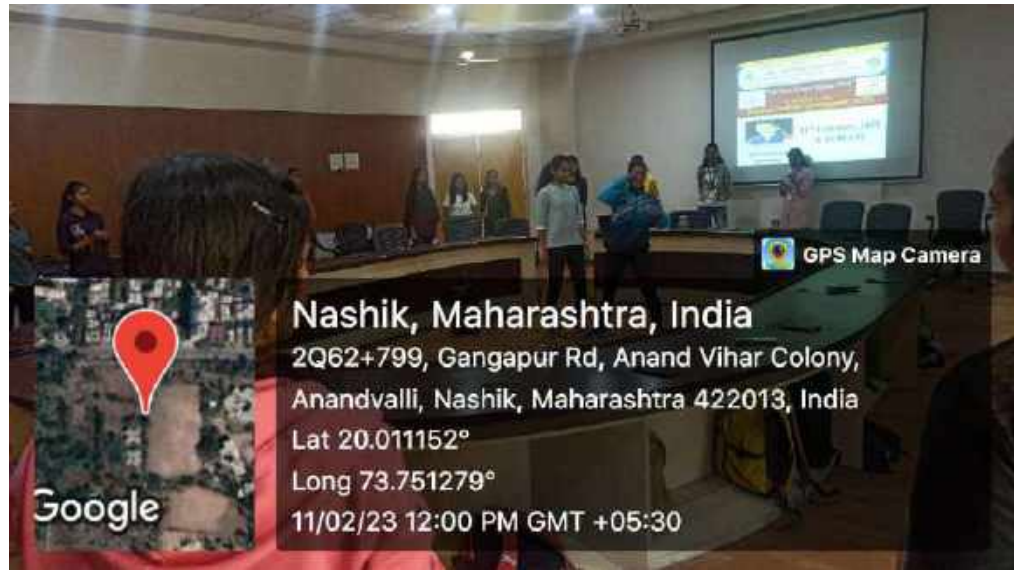 GPS Map Camera
Nashik, Maharashtra, India
2Q62+799, Gangapur Rd, Anand Vihar Colony,
Anandvalli, Nashik, Maharashtra 422013, India
Lat 20.011152°
Long 73.751279°
11/02/23 12:00 PM GMT +05:30
Google